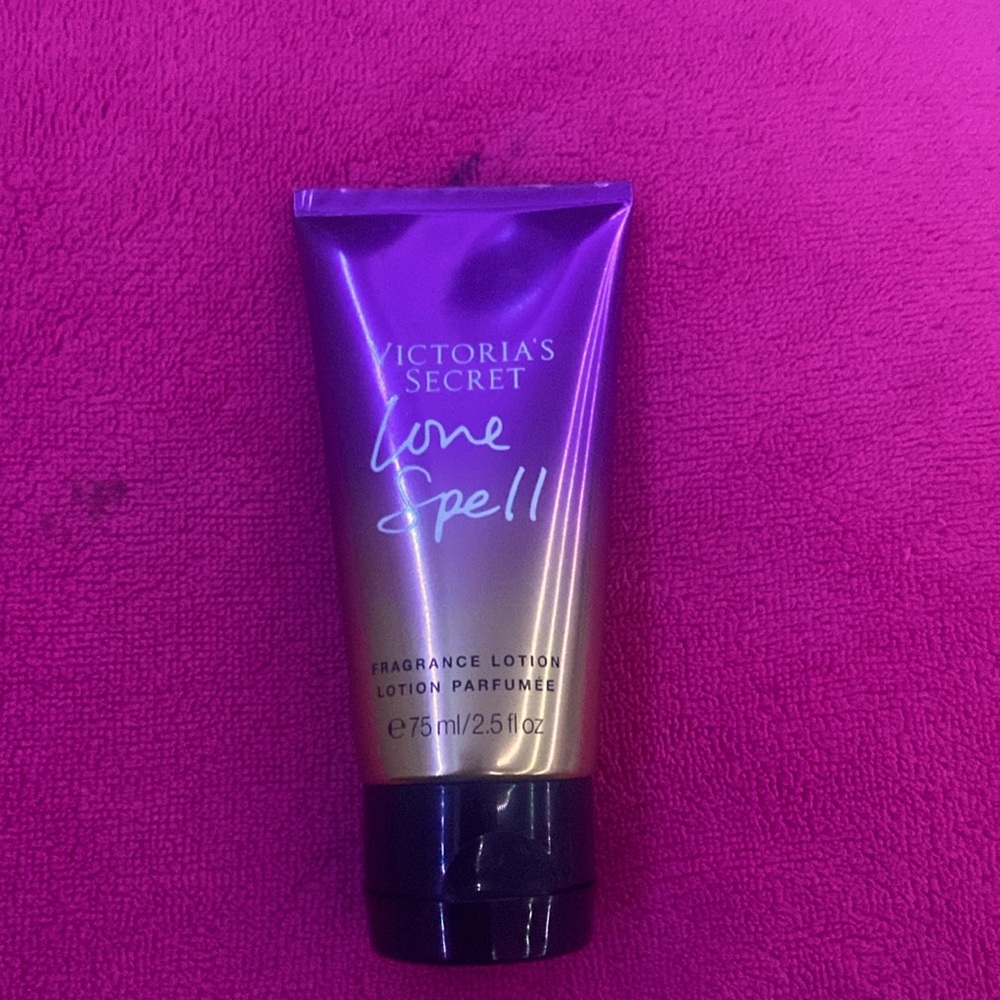 VICTORIA'S
SECRET
Love
Spell
FRAGRANCE LOTION
LOTION PARFUMÉE
℮ 75 ml/2.5 fl oz